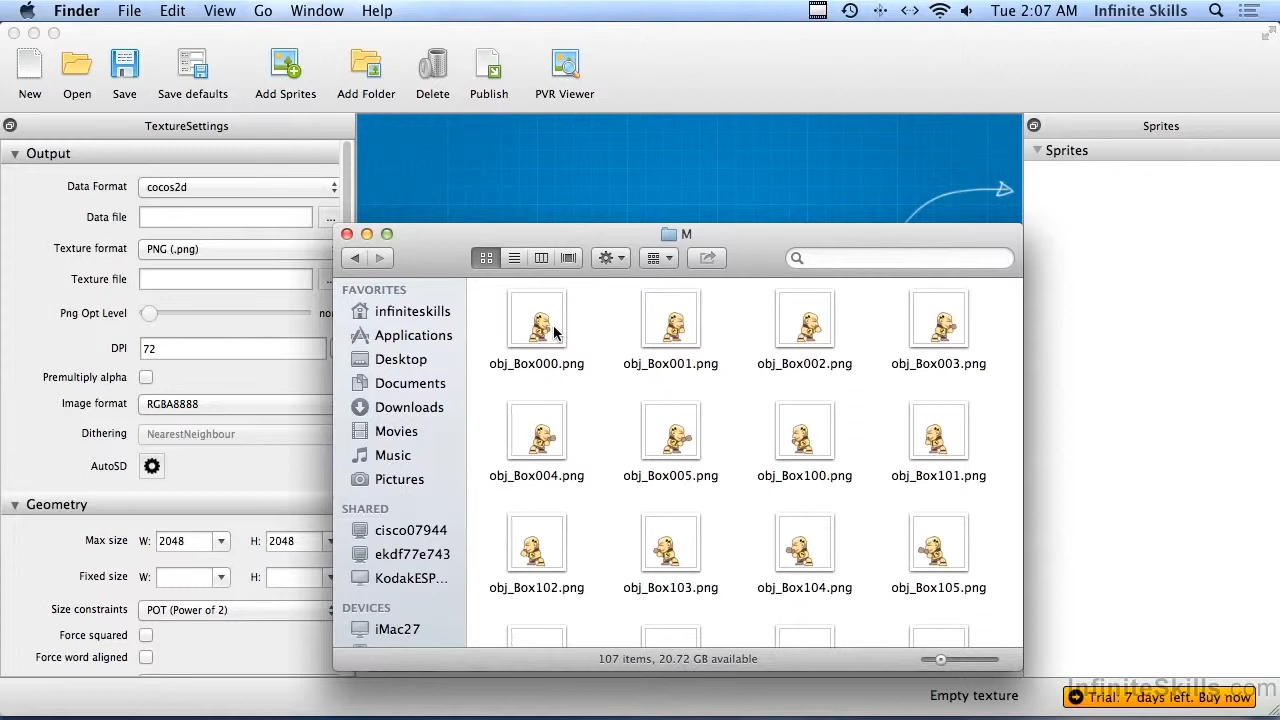 Finder File Edit View Go Window Help Tue 2:07 AM Infinite Skills
New Open Save Save defaults Add Sprites Add Folder Delete Publish PVR Viewer
TextureSettings
Output
Data Format cocos2d
Data file ...
Texture format PNG (.png)
Texture file
Png Opt Level
DPI 72
Premultiply alpha
Image format RGBA8888
Dithering NearestNeighbour
AutoSD
Geometry
Max size W: 2048 H: 2048
Fixed size W: H:
Size constraints POT (Power of 2)
Force squared
Force word aligned
M
FAVORITES
infiniteskills
Applications
Desktop
Documents
Downloads
Movies
Music
Pictures
SHARED
cisco07944
ekdf77e743
KodakESP...
DEVICES
iMac27
obj_Box000.png obj_Box001.png obj_Box002.png obj_Box003.png
obj_Box004.png obj_Box005.png obj_Box100.png obj_Box101.png
obj_Box102.png obj_Box103.png obj_Box104.png obj_Box105.png
107 items, 20.72 GB available
Sprites
Sprites
Empty texture
Trial: 7 days left. Buy now
InfiniteSkills.com